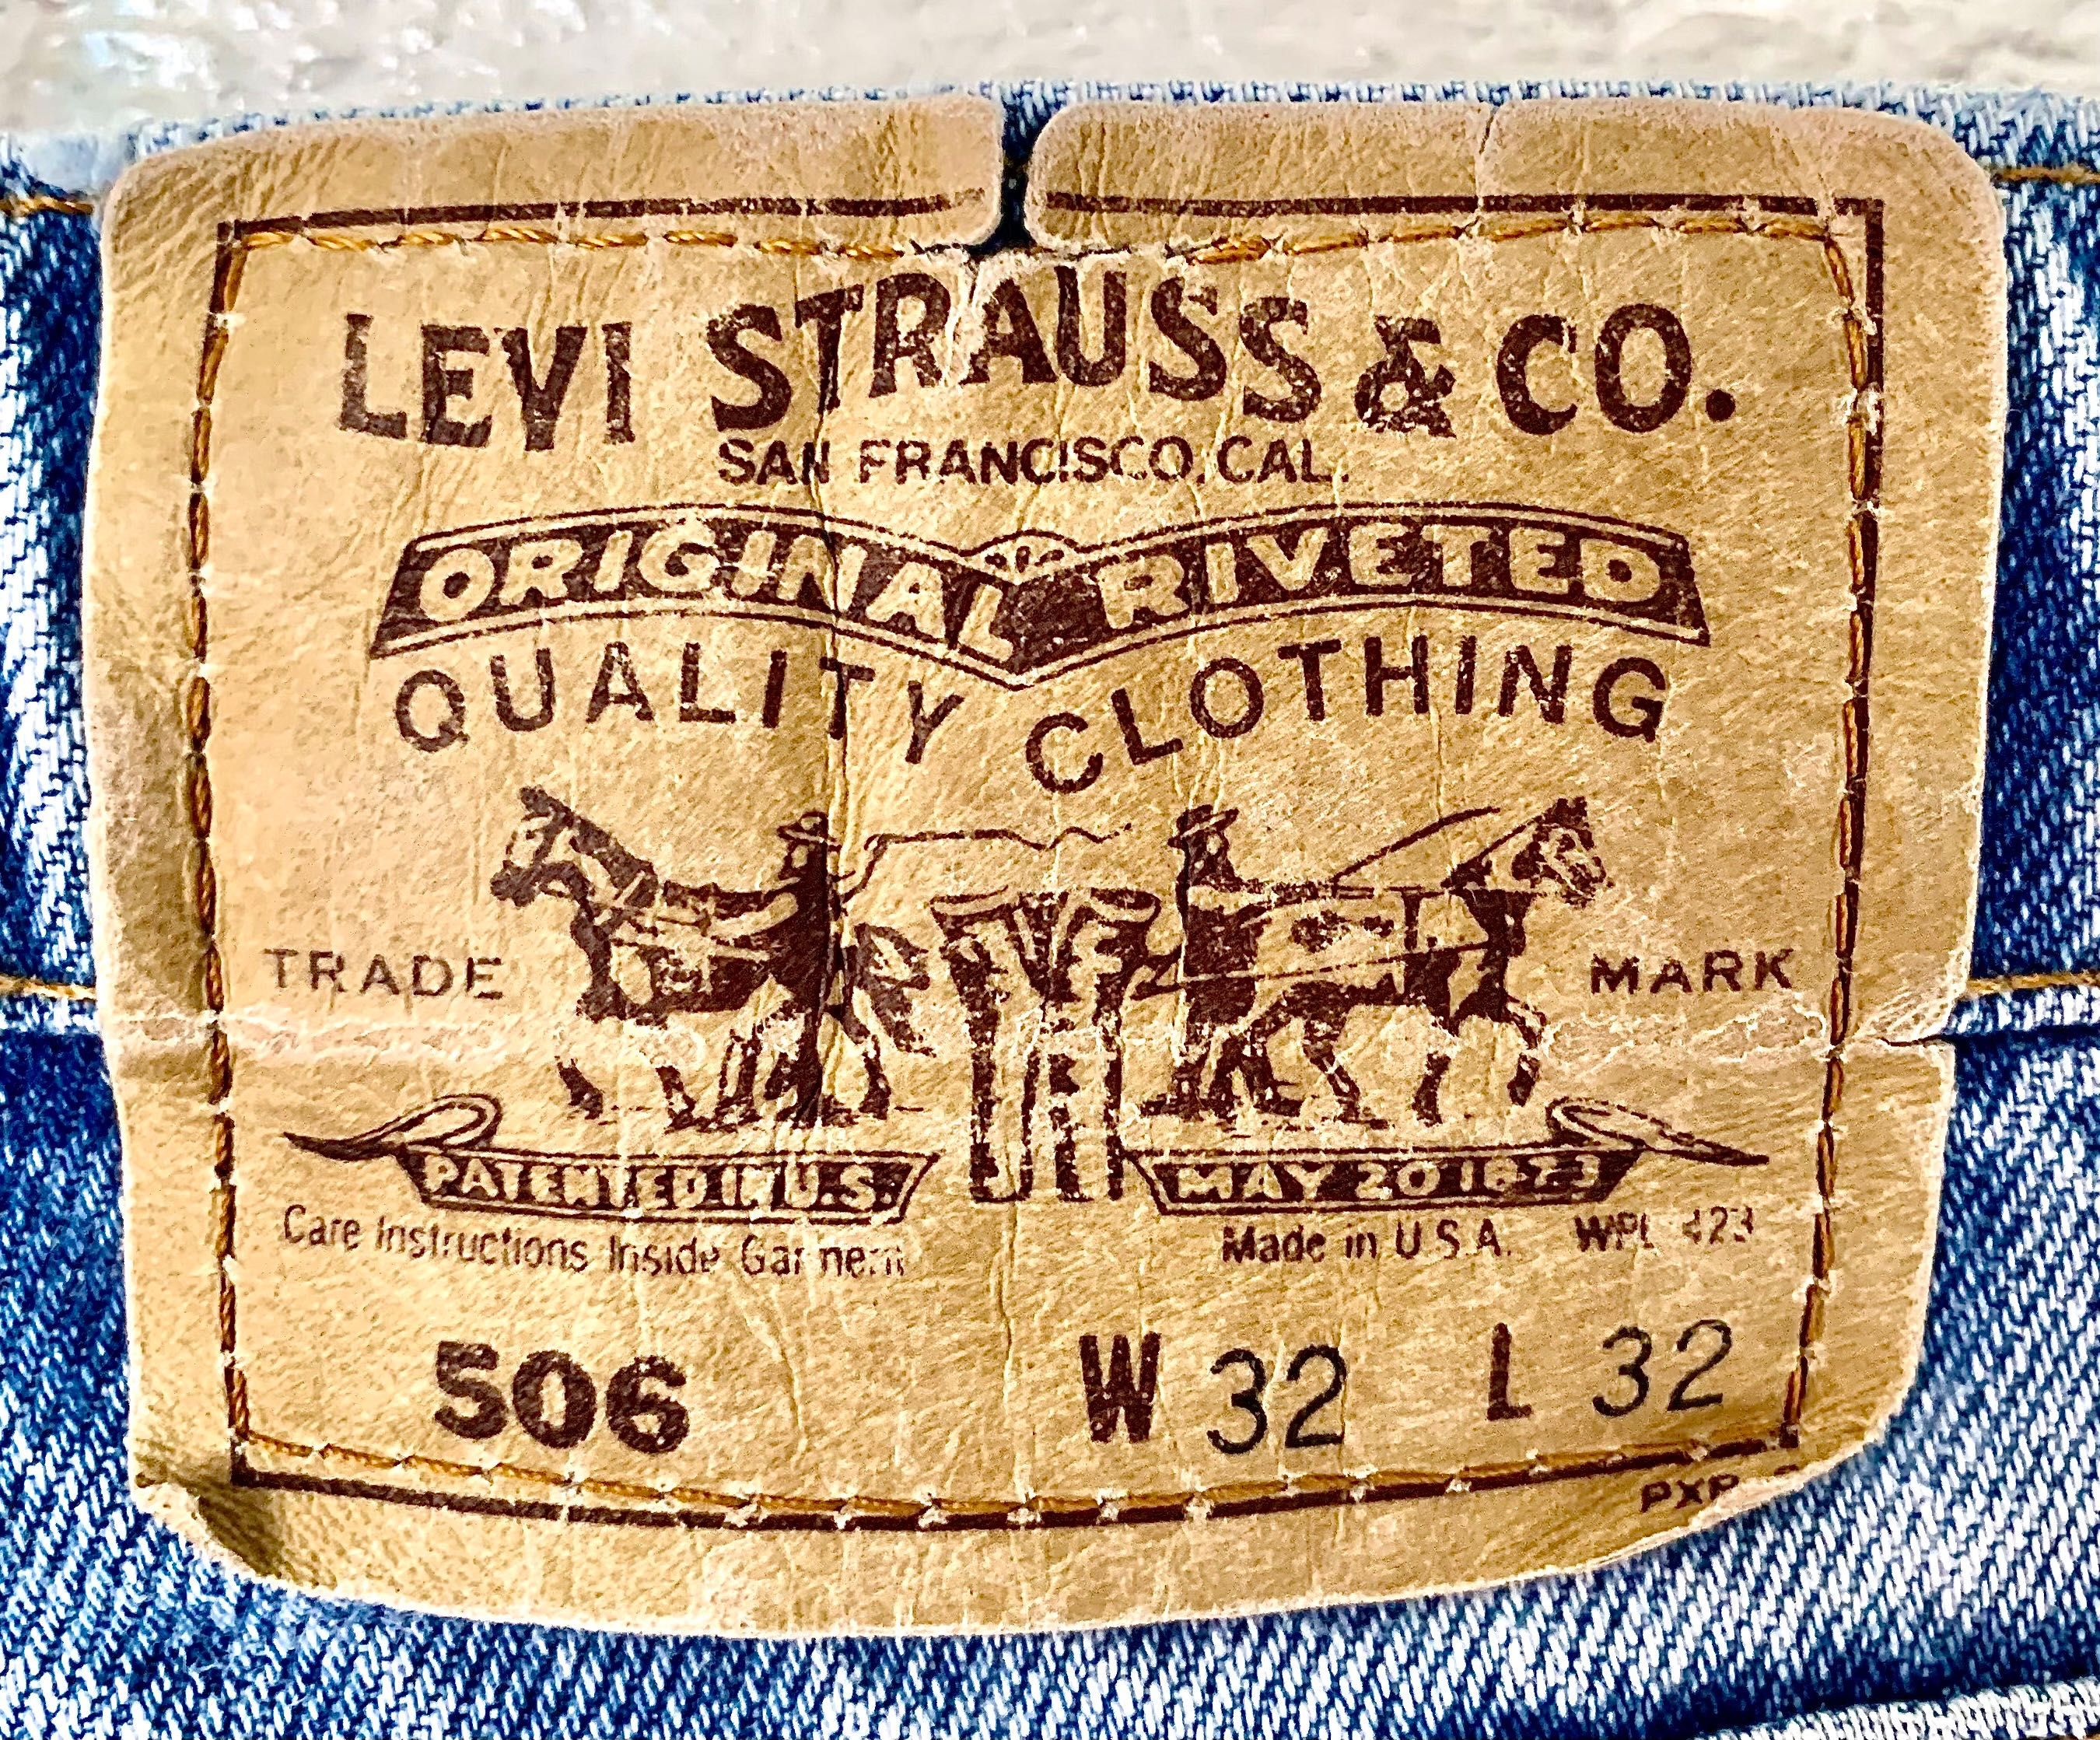 LEVI STRAUSS & CO.
SAN FRANCISCO, CAL.
ORIGINAL RIVETED
QUALITY CLOTHING
TRADE MARK
PATENTED IN U.S. MAY 20 1873
Care Instructions Inside Garment Made in U.S.A. WPL 423
506 W 32 L 32
PXP